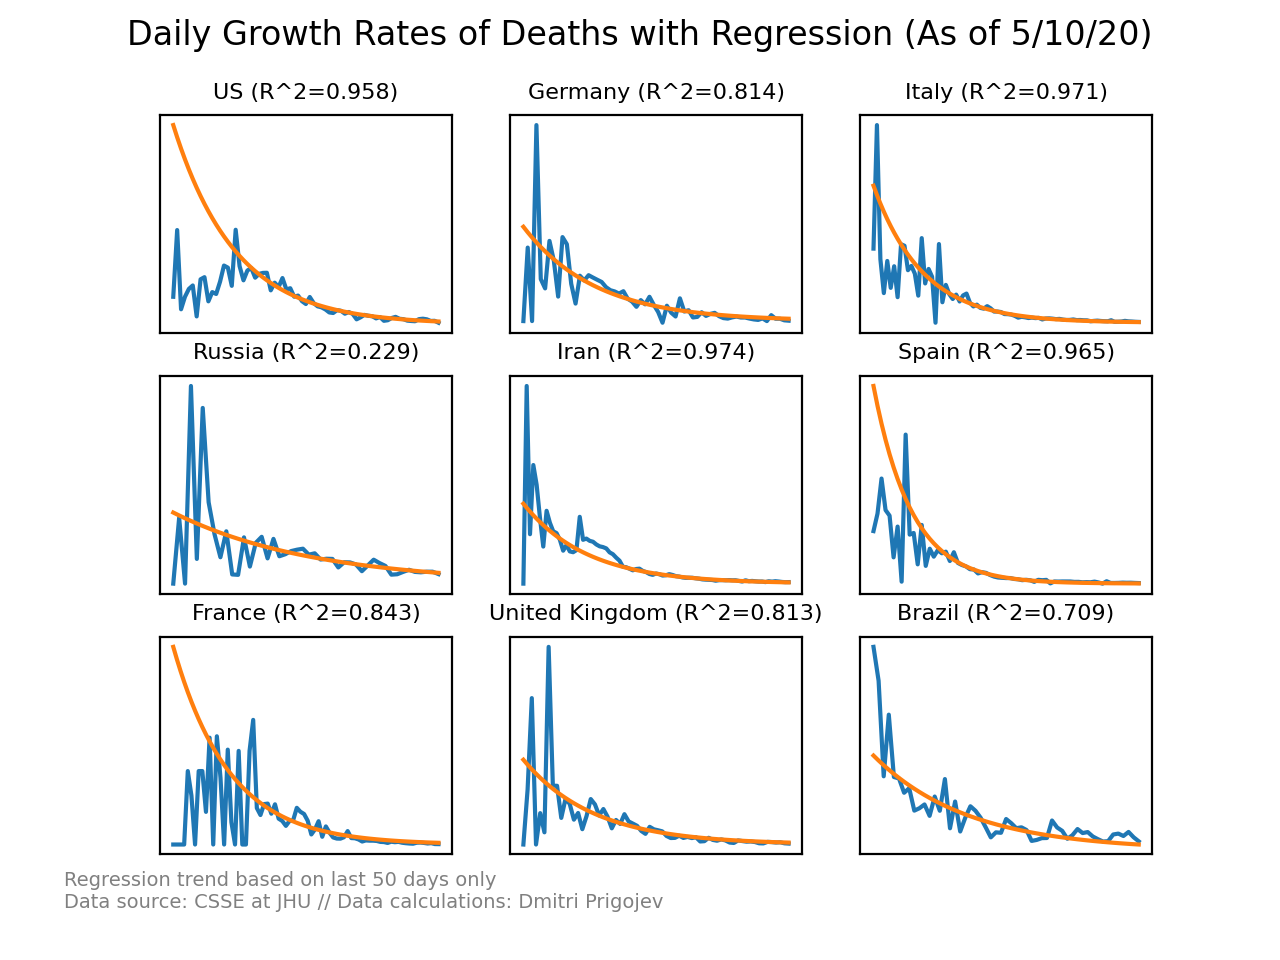 Daily Growth Rates of Deaths with Regression (As of 5/10/20)
US (R^2=0.958)
Germany (R^2=0.814)
Italy (R^2=0.971)
Russia (R^2=0.229)
Iran (R^2=0.974)
Spain (R^2=0.965)
France (R^2=0.843)
United Kingdom (R^2=0.813)
Brazil (R^2=0.709)
Regression trend based on last 50 days only
Data source: CSSE at JHU // Data calculations: Dmitri Prigojev